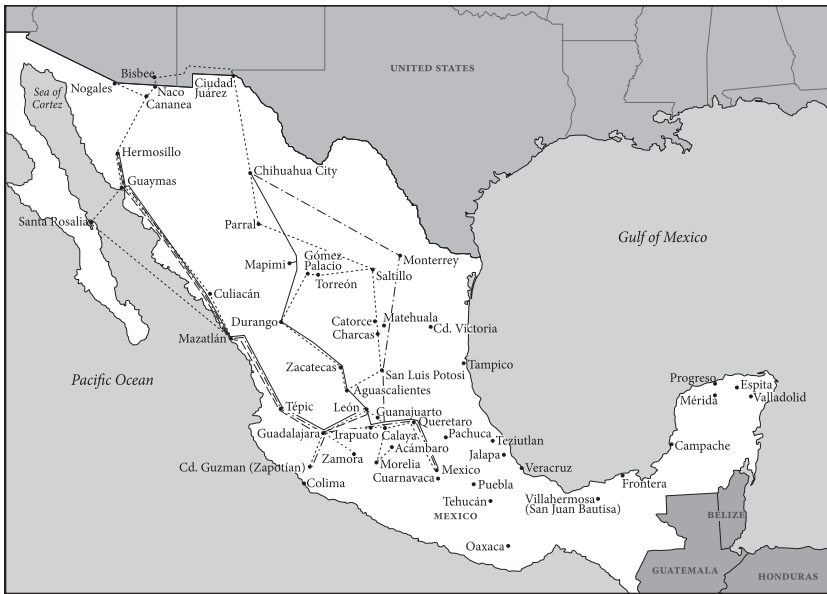 UNITED STATES
Bisbee
Nogales
Naco
Cananea
Ciudad
Juárez
Sea of
Cortez
Hermosillo
Chihuahua City
Guaymas
Santa Rosalia
Parral
Gulf of Mexico
Monterrey
Mapimi
Gómez
Palacio
Torreón
Saltillo
Culiacán
Durango
Catorce
Matehuala
Charcas
Cd. Victoria
Mazatlán
Zacatecas
San Luis Potosi
Tampico
Pacific Ocean
Aguascalientes
Progreso
Espita
Mérida
Valladolid
Tépic
León
Guanajuarto
Guadalajara
Irapuato
Calaya
Queretaro
Pachuca
Teziutlan
Acámbaro
Jalapa
Campache
Zamora
Morelia
Mexico
Veracruz
Cd. Guzman (Zapotían)
Cuarnavaca
Colima
Puebla
Frontera
Tehucán
Villahermosa
(San Juan Bautisa)
MEXICO
BELIZE
Oaxaca
GUATEMALA
HONDURAS